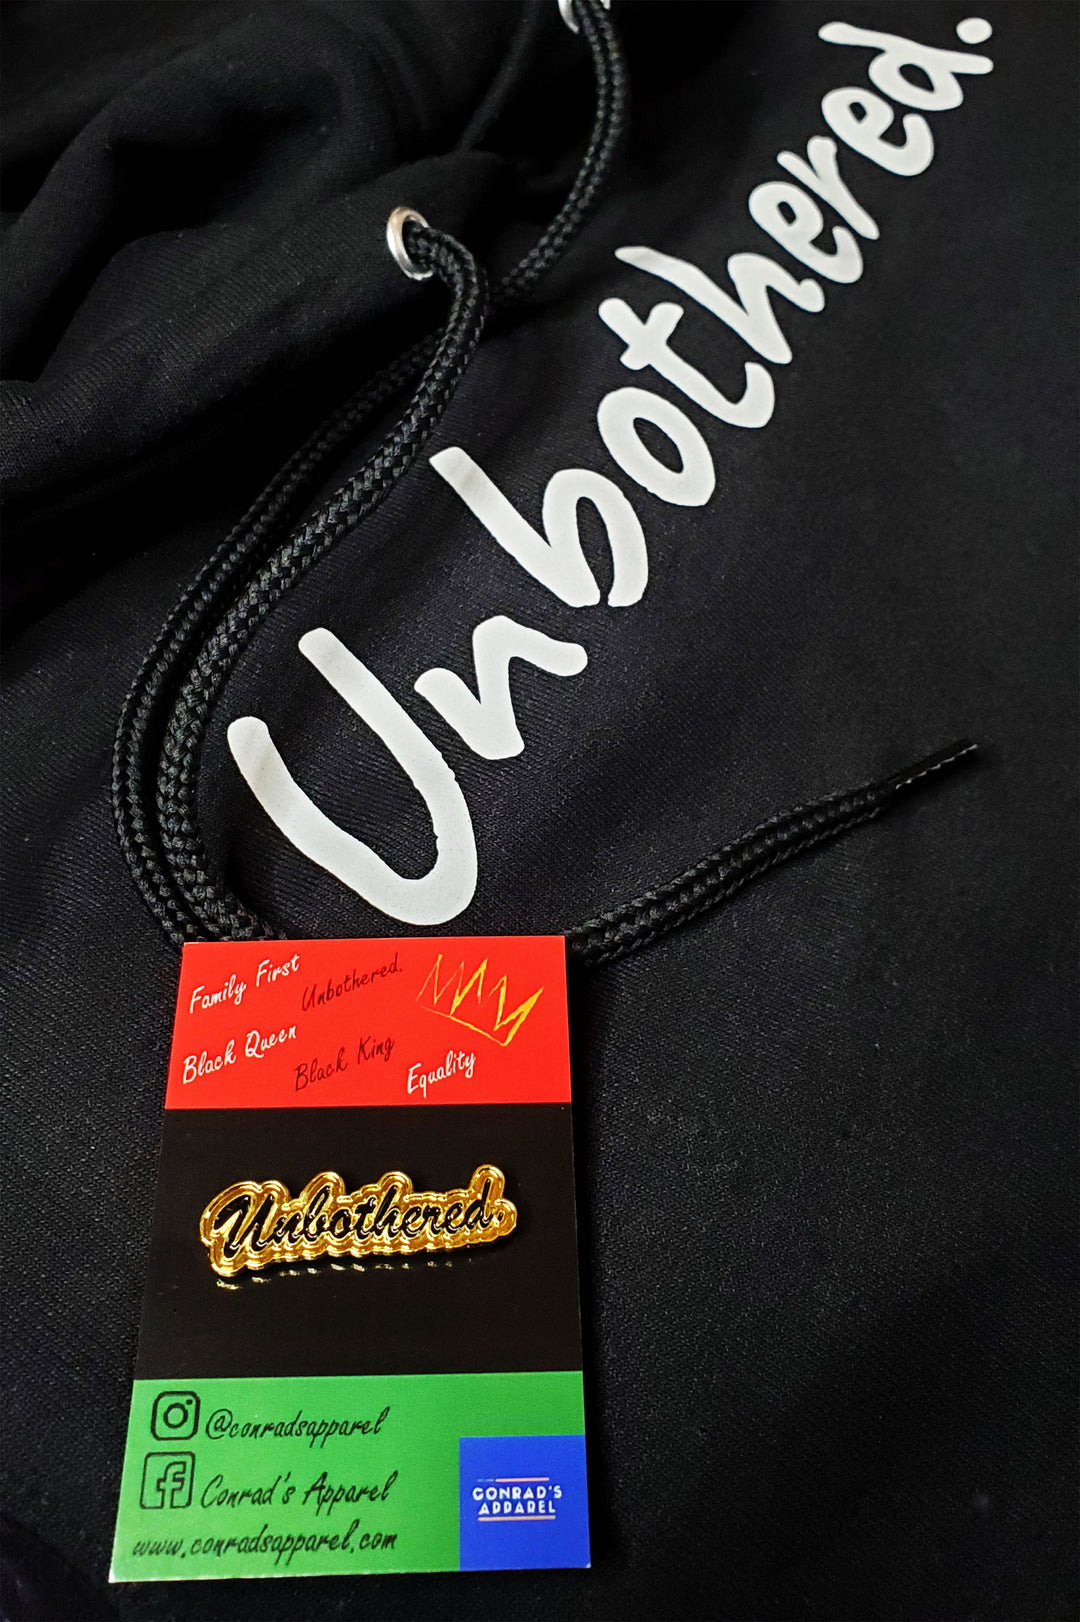 Unbothered.
Family First
Unbothered.
Black Queen
Black King
Equality
Unbothered.
@conradsapparel
Conrad's Apparel
www.conradsapparel.com
CONRAD'S
APPAREL